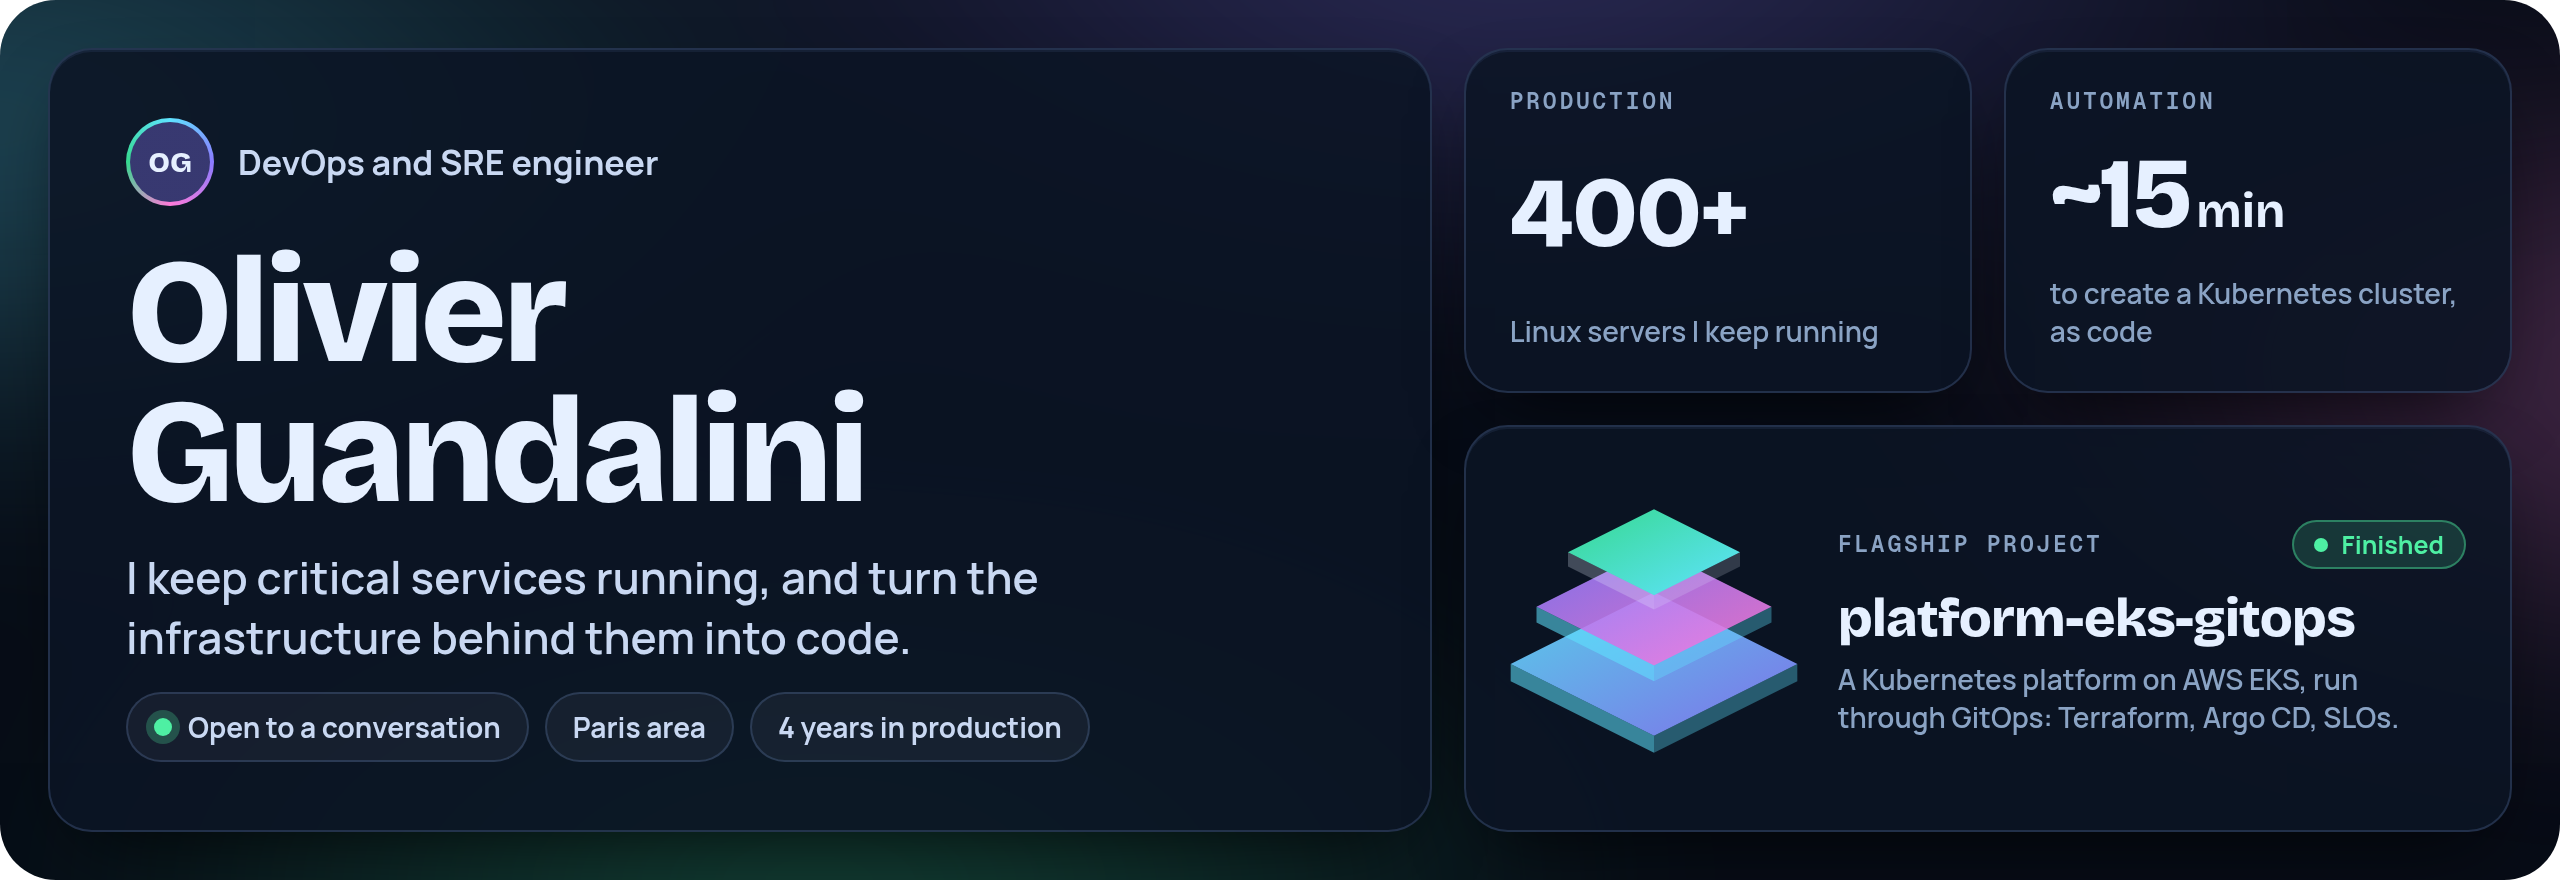 OG
DevOps and SRE engineer
Olivier
Guandalini
I keep critical services running, and turn the
infrastructure behind them into code.
Open to a conversation
Paris area
4 years in production
PRODUCTION
400+
Linux servers I keep running
AUTOMATION
~15 min
to create a Kubernetes cluster,
as code
FLAGSHIP PROJECT
Finished
platform-eks-gitops
A Kubernetes platform on AWS EKS, run
through GitOps: Terraform, Argo CD, SLOs.